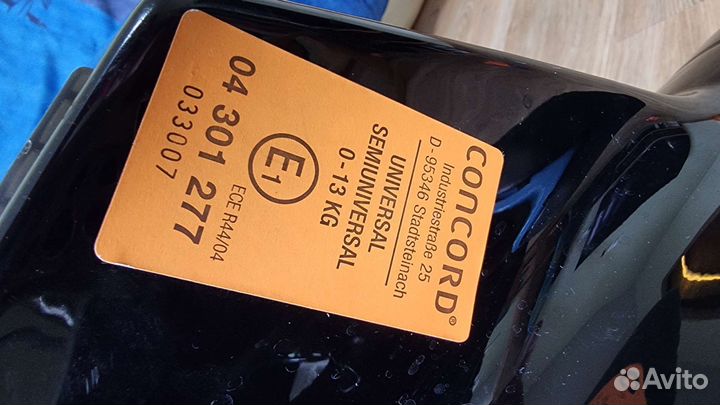 CONCORD®
Industriestraße 25
D-95346 Stadtsteinach
UNIVERSAL
SEMIUNIVERSAL
0-13 KG
E1
ECE R44/04
04 301 277
033007
Avito